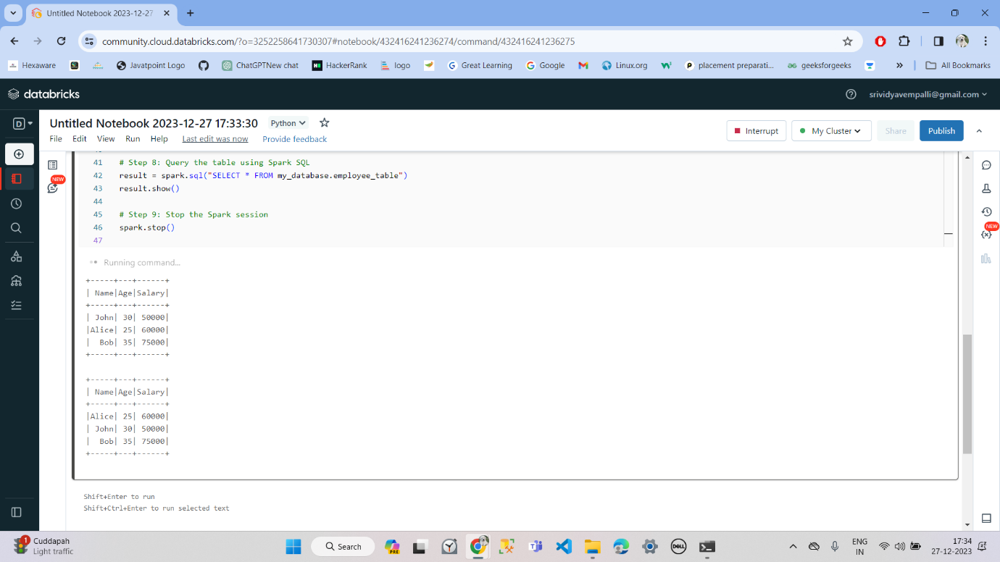 Untitled Notebook 2023-12-27
community.cloud.databricks.com/?o=3252258641730307#notebook/432416241236274/command/432416241236275
Hexaware Javatpoint Logo ChatGPTNew chat HackerRank logo Great Learning Google Linux.org placement preparati... geeksforgeeks » All Bookmarks
databricks
srividyavempalli@gmail.com
D
Untitled Notebook 2023-12-27 17:33:30 Python
File Edit View Run Help Last edit was now Provide feedback
Interrupt My Cluster Share Publish
NEW
NEW
41 # Step 8: Query the table using Spark SQL
42 result = spark.sql("SELECT * FROM my_database.employee_table")
43 result.show()
44
45 # Step 9: Stop the Spark session
46 spark.stop()
47
Running command...
+-----+---+------+
| Name|Age|Salary|
+-----+---+------+
| John| 30| 50000|
|Alice| 25| 60000|
|  Bob| 35| 75000|
+-----+---+------+
+-----+---+------+
| Name|Age|Salary|
+-----+---+------+
|Alice| 25| 60000|
| John| 30| 50000|
|  Bob| 35| 75000|
+-----+---+------+
Shift+Enter to run
Shift+Ctrl+Enter to run selected text
1
Cuddapah
Light traffic
Search
PRE
DELL
ENG
IN
17:34
27-12-2023